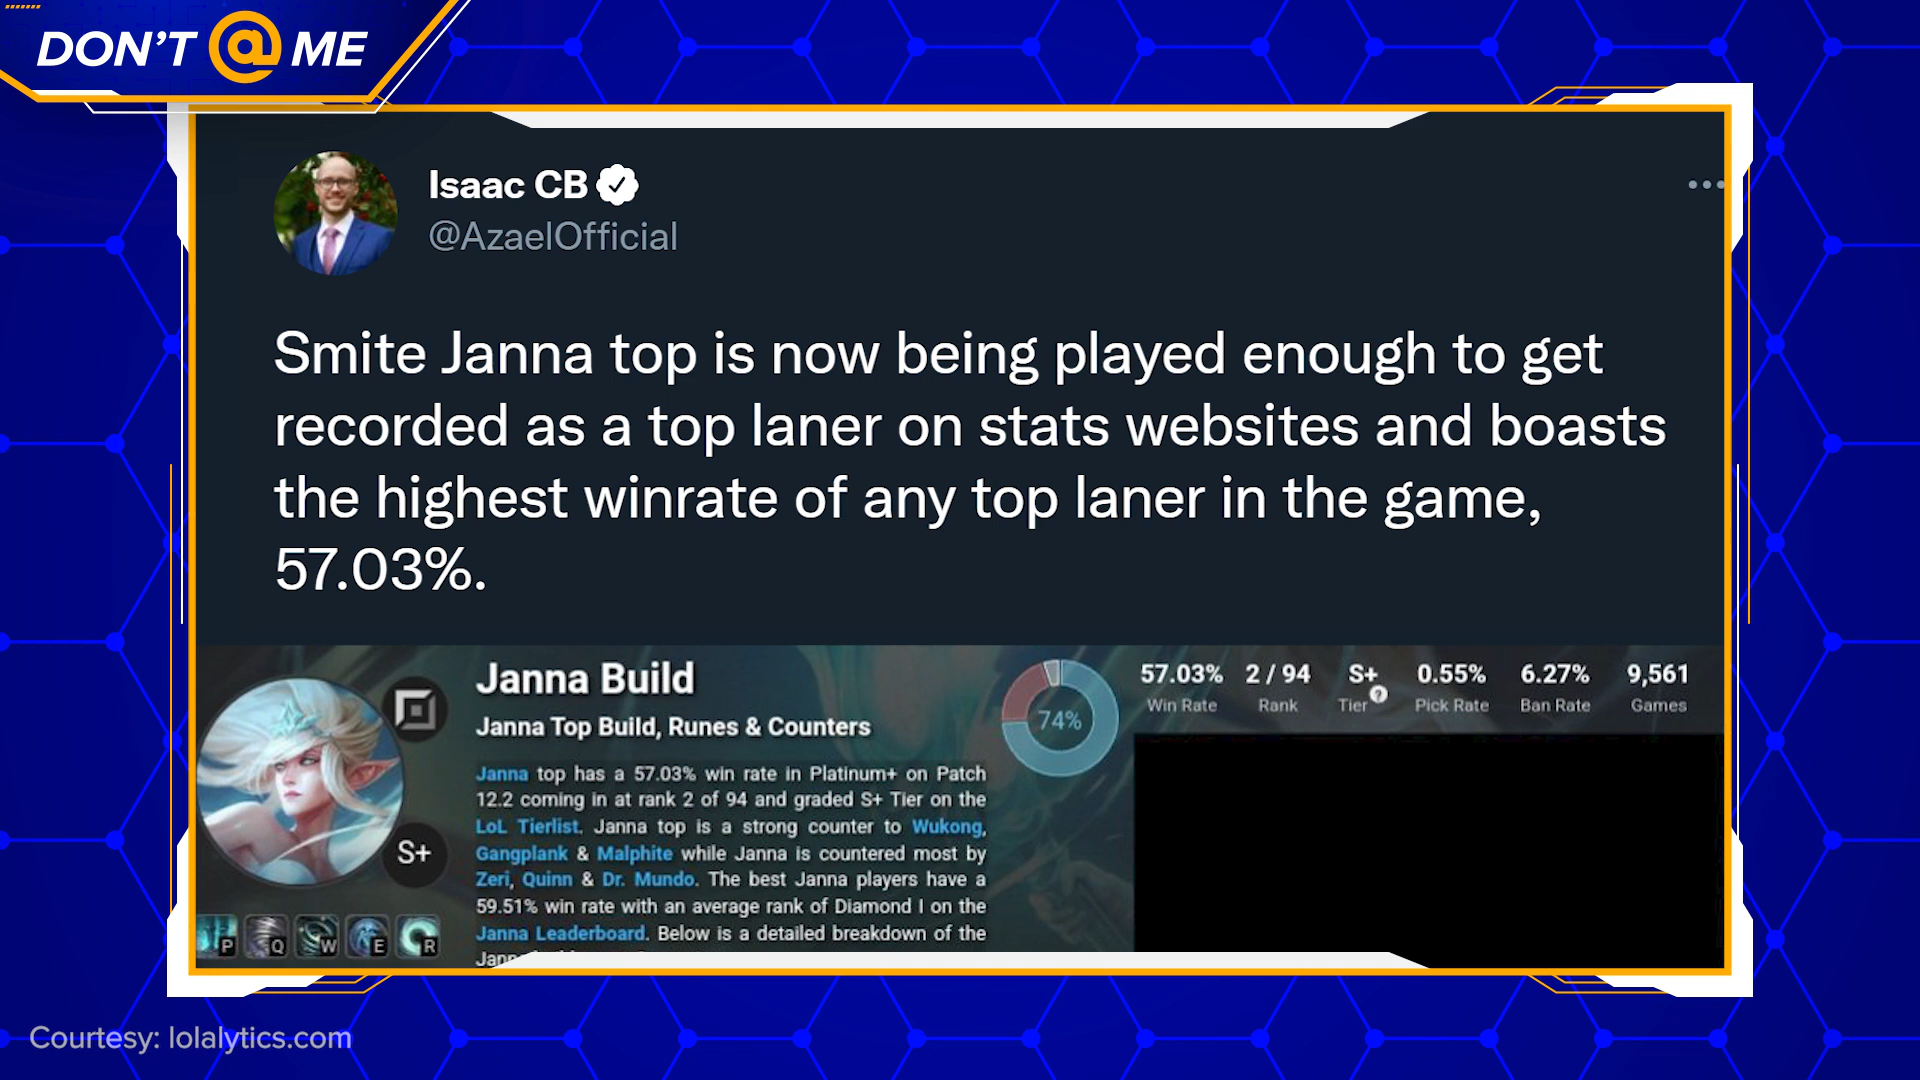 DON'T @ ME
Isaac CB
@AzaelOfficial
Smite Janna top is now being played enough to get
recorded as a top laner on stats websites and boasts
the highest winrate of any top laner in the game,
57.03%.
Janna Build
Janna Top Build, Runes & Counters
Janna top has a 57.03% win rate in Platinum+ on Patch
12.2 coming in at rank 2 of 94 and graded S+ Tier on the
LoL Tierlist. Janna top is a strong counter to Wukong,
Gangplank & Malphite while Janna is countered most by
Zeri, Quinn & Dr. Mundo. The best Janna players have a
59.51% win rate with an average rank of Diamond I on the
Janna Leaderboard. Below is a detailed breakdown of the
S+
P Q W E R
74%
57.03% 2 / 94 S+ 0.55% 6.27% 9,561
Win Rate Rank Tier ? Pick Rate Ban Rate Games
Courtesy: lolalytics.com